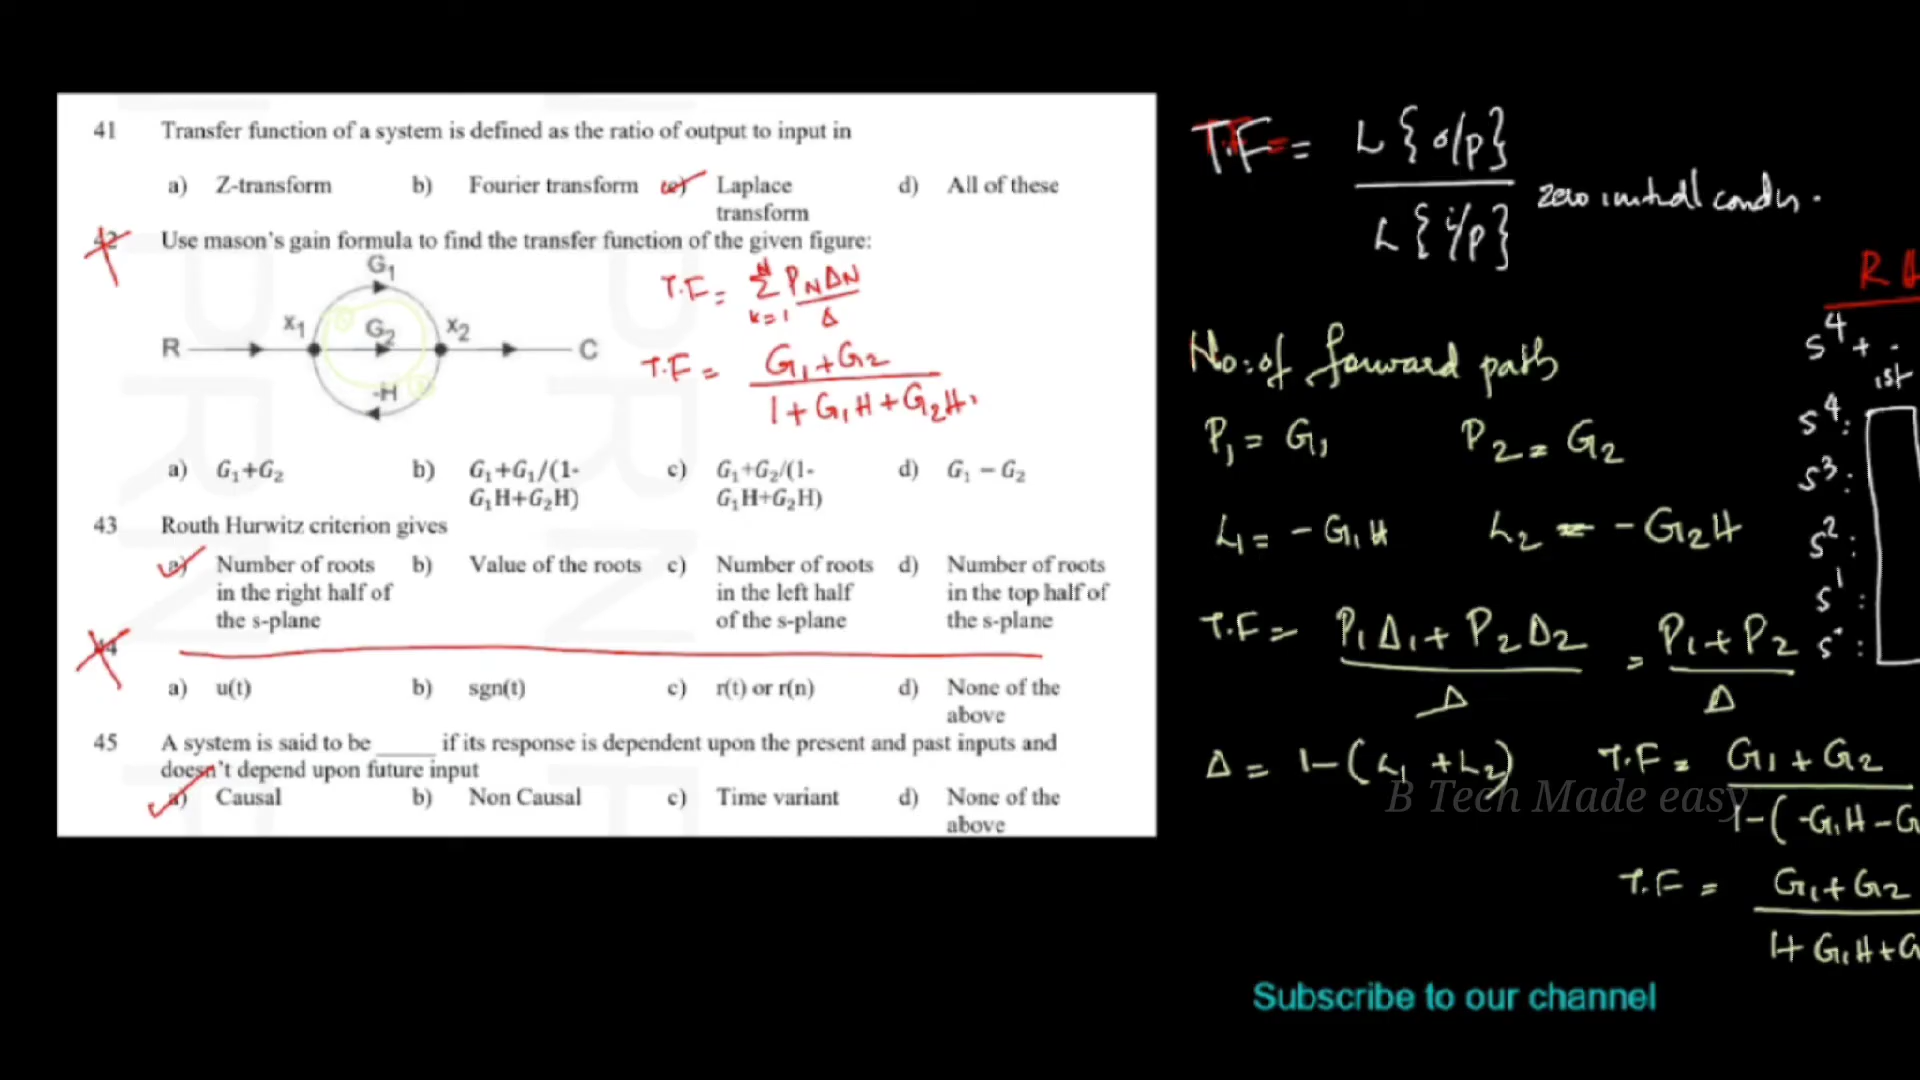 41 Transfer function of a system is defined as the ratio of output to input in
a) Z-transform b) Fourier transform c) Laplace transform d) All of these
42 Use mason's gain formula to find the transfer function of the given figure:
G₁
x₁ G₂ x₂
R C
-H
T.F = N Σ k=1 P_N Δ_N / Δ
T.F = G₁+G₂ / 1+G₁H+G₂H
a) G₁+G₂ b) G₁+G₁/(1-G₁H+G₂H) c) G₁+G₂/(1-G₁H+G₂H) d) G₁ – G₂
43 Routh Hurwitz criterion gives
a) Number of roots in the right half of the s-plane b) Value of the roots c) Number of roots in the left half of the s-plane d) Number of roots in the top half of the s-plane
44
a) u(t) b) sgn(t) c) r(t) or r(n) d) None of the above
45 A system is said to be _____ if its response is dependent upon the present and past inputs and
doesn't depend upon future input
a) Causal b) Non Causal c) Time variant d) None of the above
T.F = L{o/p} / L{i/p} zero initial condn.
No: of forward path
P₁ = G₁ P₂ = G₂
L₁ = -G₁H L₂ = -G₂H
T.F = P₁Δ₁ + P₂Δ₂ / Δ = P₁ + P₂ / Δ
Δ = 1-(L₁+L₂) T.F = G₁+G₂ / 1-(-G₁H-G
T.F = G₁+G₂ / 1+G₁H+G
R
s⁴+
1st
s⁴:
s³:
s²:
s¹:
B Tech Made easy
Subscribe to our channel